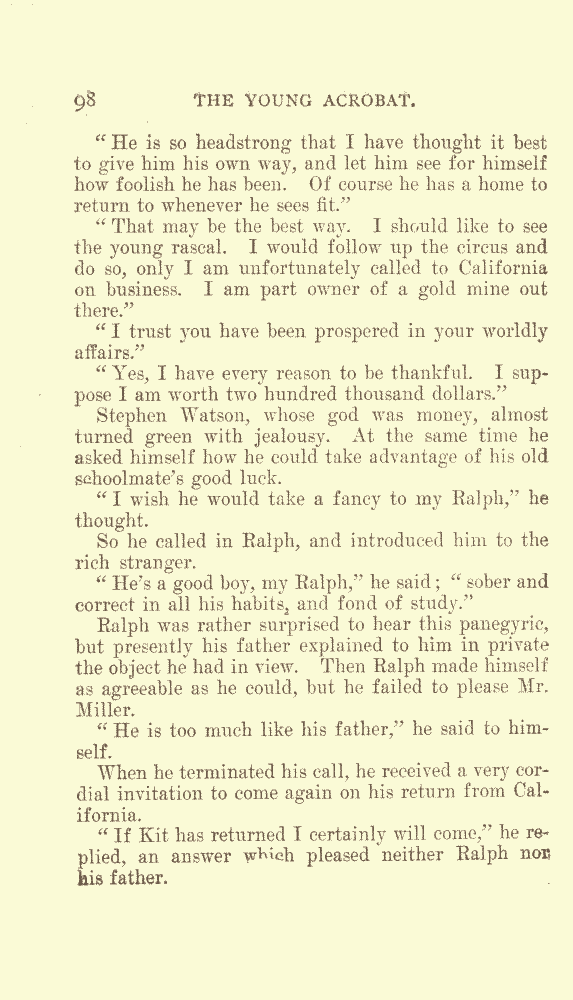 98 THE YOUNG ACROBAT.
"He is so headstrong that I have thought it best
to give him his own way, and let him see for himself
how foolish he has been. Of course he has a home to
return to whenever he sees fit."
"That may be the best way. I should like to see
the young rascal. I would follow up the circus and
do so, only I am unfortunately called to California
on business. I am part owner of a gold mine out
there."
"I trust you have been prospered in your worldly
affairs."
"Yes, I have every reason to be thankful. I sup-
pose I am worth two hundred thousand dollars."
Stephen Watson, whose god was money, almost
turned green with jealousy. At the same time he
asked himself how he could take advantage of his old
schoolmate's good luck.
"I wish he would take a fancy to my Ralph," he
thought.
So he called in Ralph, and introduced him to the
rich stranger.
"He's a good boy, my Ralph," he said; "sober and
correct in all his habits, and fond of study."
Ralph was rather surprised to hear this panegyric,
but presently his father explained to him in private
the object he had in view. Then Ralph made himself
as agreeable as he could, but he failed to please Mr.
Miller.
"He is too much like his father," he said to him-
self.
When he terminated his call, he received a very cor-
dial invitation to come again on his return from Cal-
ifornia.
"If Kit has returned I certainly will come," he re-
plied, an answer which pleased neither Ralph nor
his father.